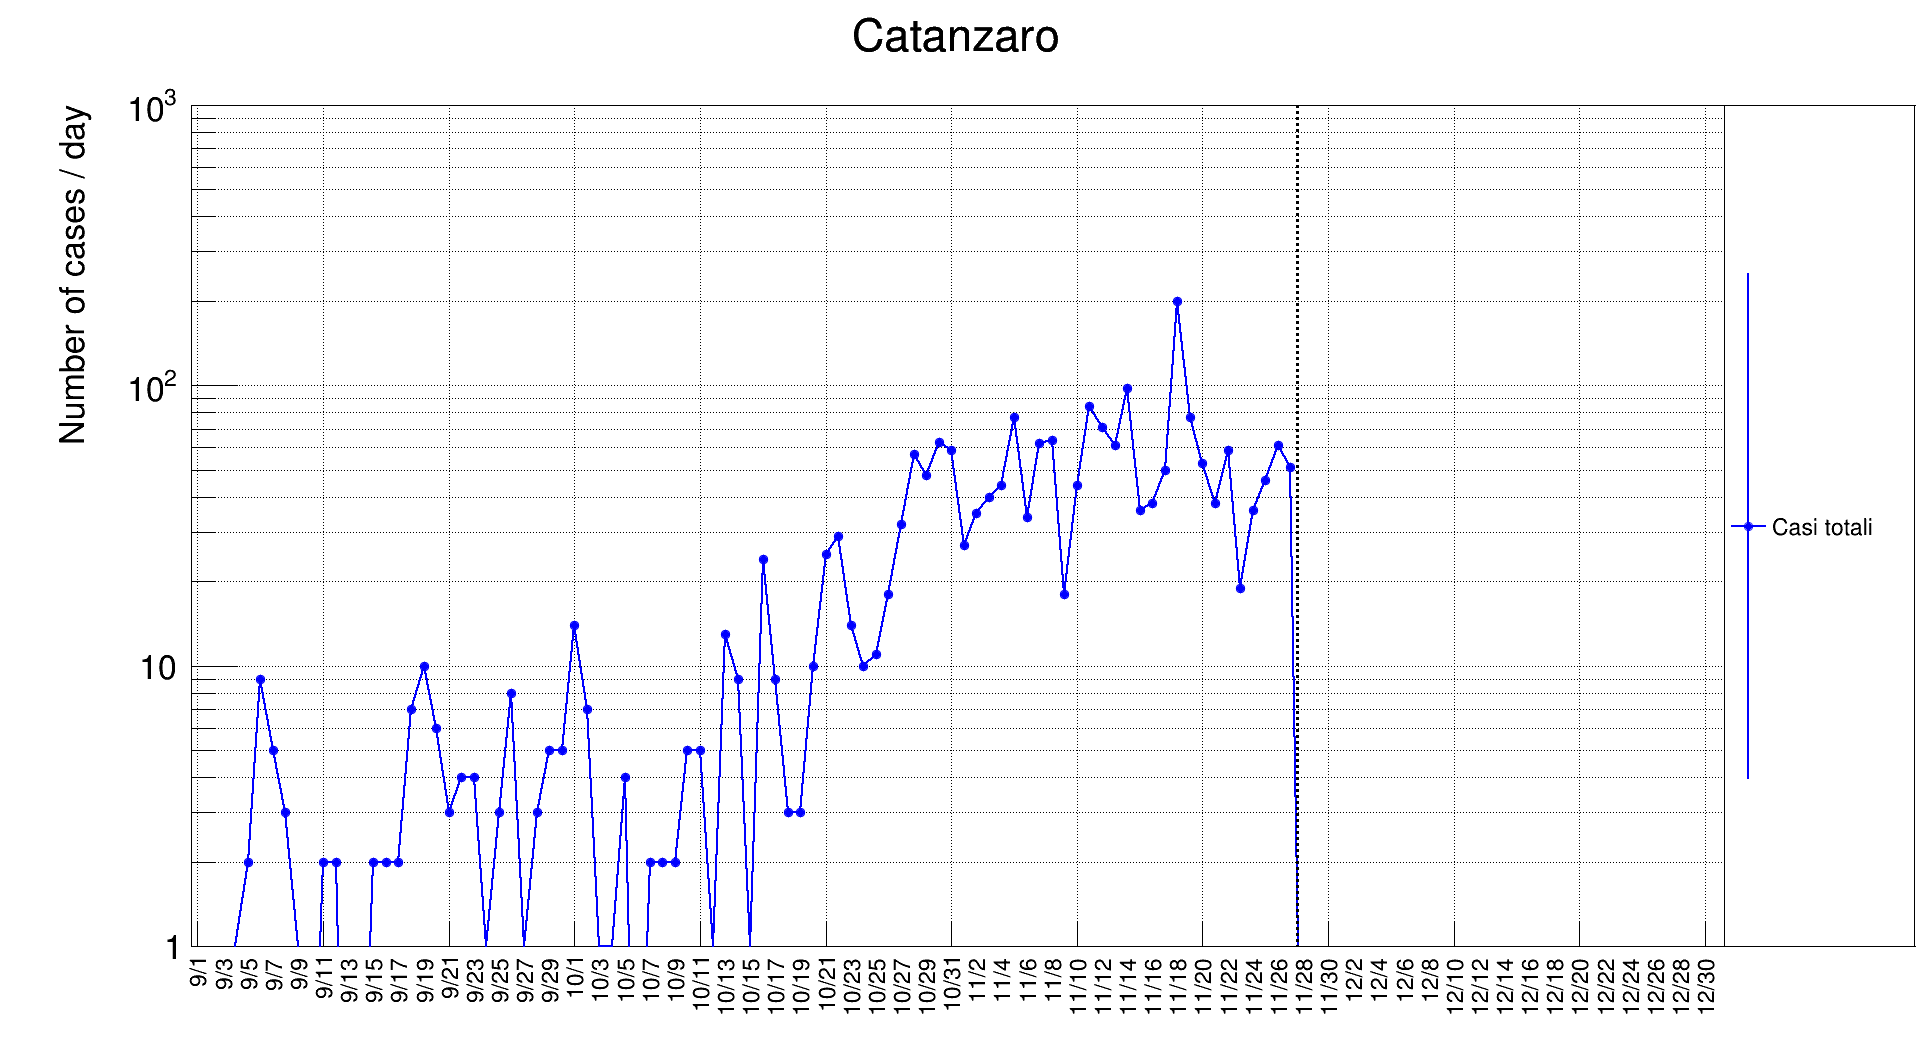 Catanzaro
Number of cases / day
10³
10²
10
1
9/1 9/3 9/5 9/7 9/9 9/11 9/13 9/15 9/17 9/19 9/21 9/23 9/25 9/27 9/29 10/1 10/3 10/5 10/7 10/9 10/11 10/13 10/15 10/17 10/19 10/21 10/23 10/25 10/27 10/29 10/31 11/2 11/4 11/6 11/8 11/10 11/12 11/14 11/16 11/18 11/20 11/22 11/24 11/26 11/28 11/30 12/2 12/4 12/6 12/8 12/10 12/12 12/14 12/16 12/18 12/20 12/22 12/24 12/26 12/28 12/30
Casi totali